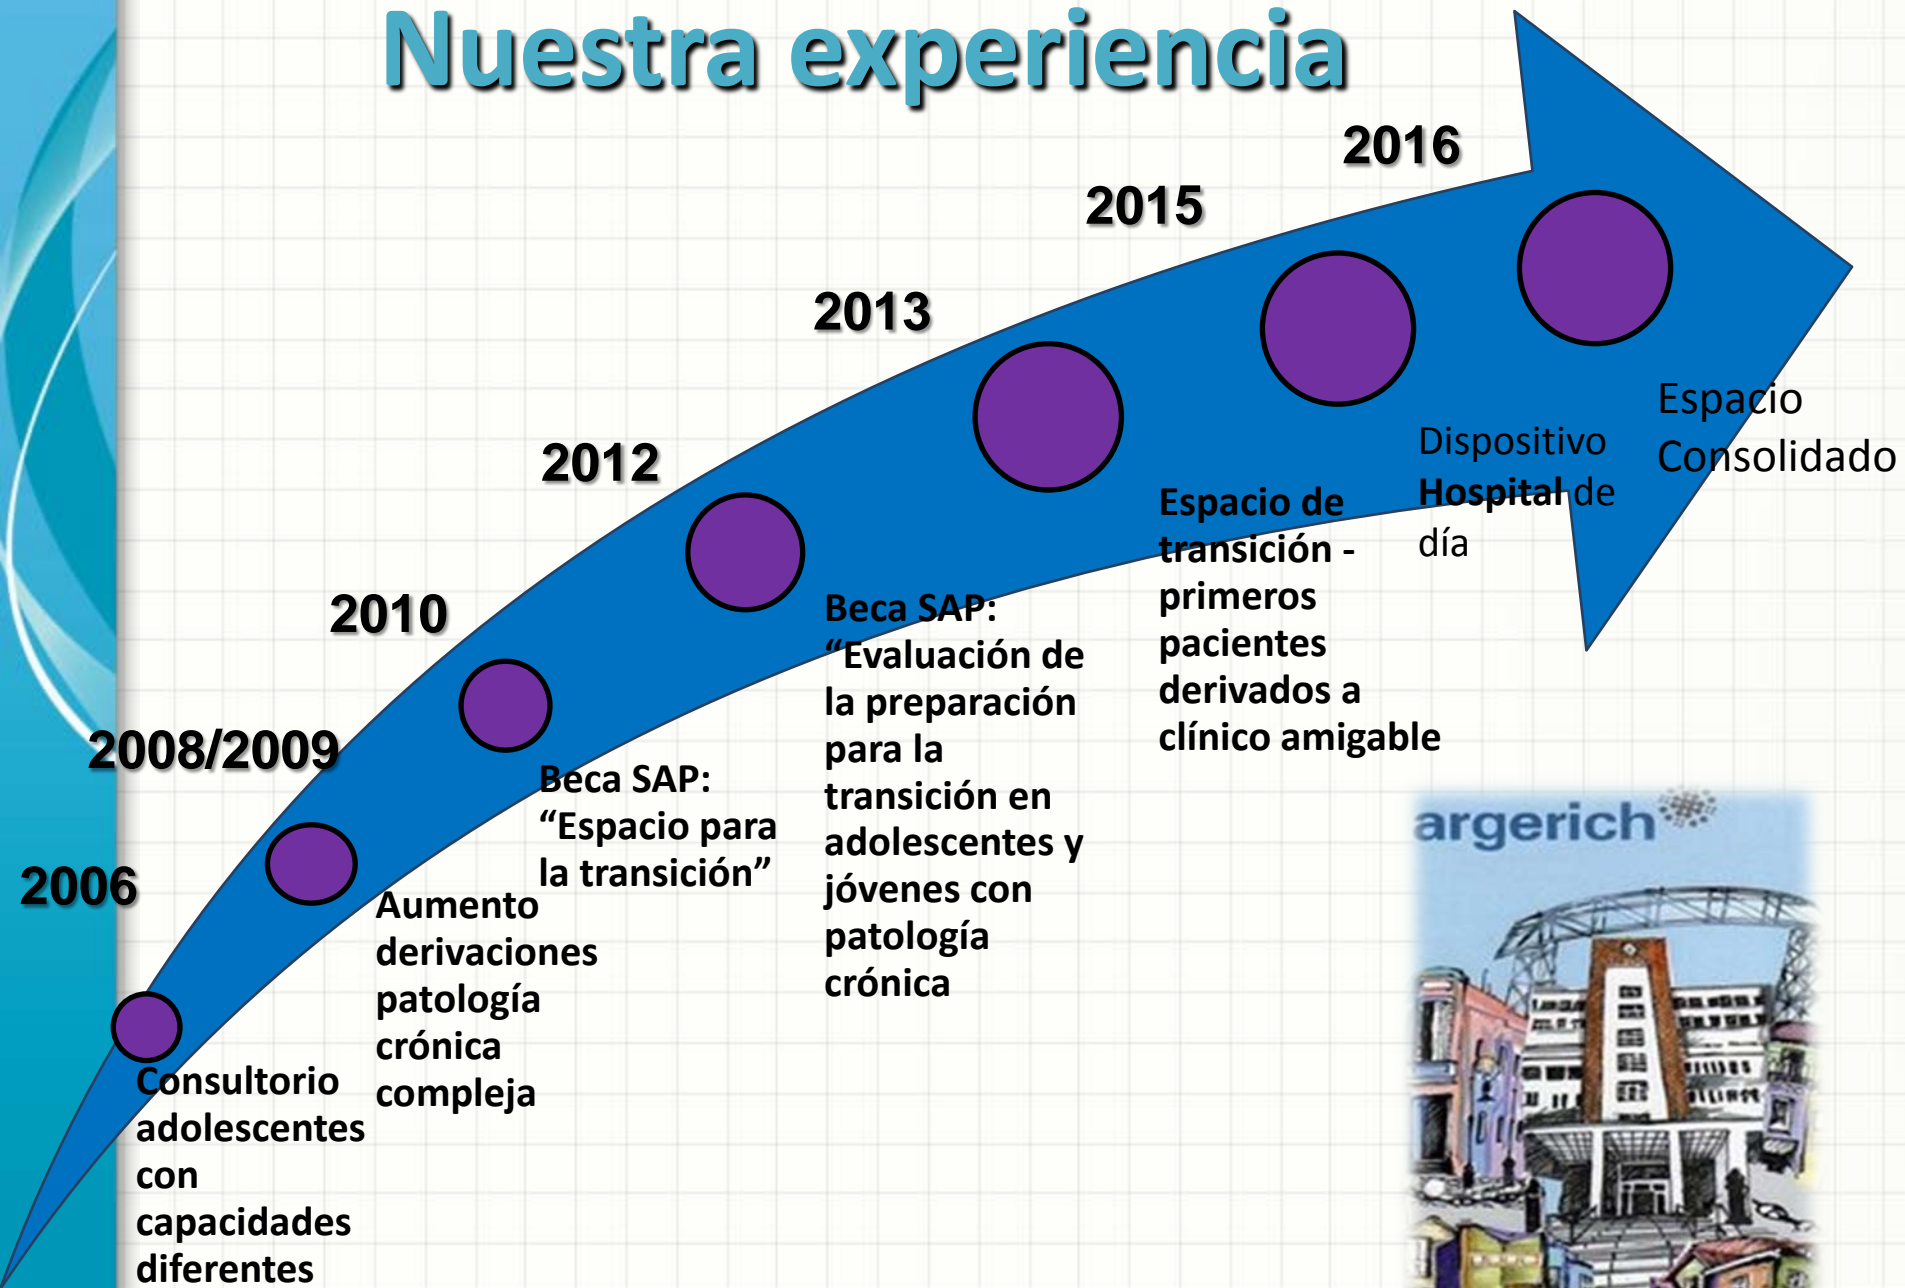 Nuestra experiencia
2006
Consultorio
adolescentes
con
capacidades
diferentes
2008/2009
Aumento
derivaciones
patología
crónica
compleja
2010
Beca SAP:
“Espacio para
la transición”
2012
Beca SAP:
“Evaluación de
la preparación
para la
transición en
adolescentes y
jóvenes con
patología
crónica
2013
Espacio de
transición -
primeros
pacientes
derivados a
clínico amigable
2015
Dispositivo
Hospital de
día
2016
Espacio
Consolidado
argerich